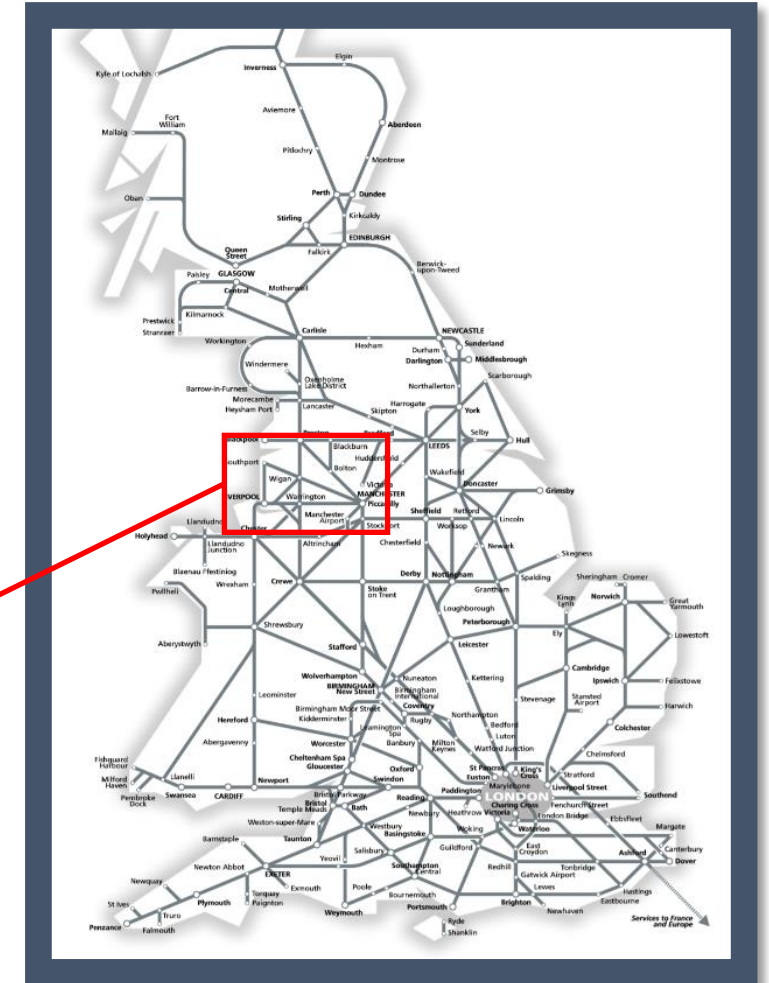 Elgin
Kyle of Lochalsh
Inverness
Aviemore
Fort
William
Mallaig
Aberdeen
Pitlochry
Montrose
Perth
Dundee
Oban
Kirkcaldy
Stirling
EDINBURGH
Queen
Street
Falkirk
Berwick-
upon-Tweed
Paisley
GLASGOW
Central
Motherwell
Prestwick
Kilmarnock
Stranraer
Carlisle
NEWCASTLE
Workington
Hexham
Sunderland
Durham
Darlington
Middlesbrough
Windermere
Scarborough
Oxenholme
Lake District
Barrow-in-Furness
Northallerton
Morecambe
Heysham Port
Lancaster
Harrogate
York
Skipton
Selby
Hull
LEEDS
Blackburn
Huddersfield
Bolton
Wakefield
Wigan
Victoria
MANCHESTER
Piccadilly
Doncaster
Grimsby
Warrington
Manchester
Airport
Stockport
Sheffield
Retford
Worksop
Lincoln
Llandudno
Holyhead
Llandudno
Junction
Chester
Altrincham
Chesterfield
Newark
Skegness
Blaenau Ffestiniog
Wrexham
Crewe
Stoke
on Trent
Derby
Nottingham
Grantham
Spalding
Sheringham
Cromer
Pwllheli
Kings
Lynn
Norwich
Great
Yarmouth
Loughborough
Peterborough
Aberystwyth
Shrewsbury
Ely
Lowestoft
Stafford
Leicester
Wolverhampton
BIRMINGHAM
New Street
Nuneaton
Birmingham
International
Kettering
Cambridge
Ipswich
Felixstowe
Leominster
Birmingham Moor Street
Coventry
Stevenage
Stansted
Airport
Harwich
Kidderminster
Rugby
Northampton
Hereford
Leamington
Spa
Bedford
Colchester
Abergavenny
Worcester
Banbury
Milton
Keynes
Luton
Watford Junction
Chelmsford
Fishguard
Harbour
Cheltenham Spa
Gloucester
Oxford
St Pancras
Euston
King's
Cross
Stratford
Milford
Haven
Llanelli
Swindon
Marylebone
Liverpool Street
Pembroke
Dock
Swansea
CARDIFF
Newport
Bristol Parkway
Reading
Paddington
LONDON
Southend
Bristol
Temple Meads
Bath
Newbury
Heathrow
Victoria
Charing Cross
Fenchurch Street
London Bridge
Ebbsfleet
Weston-super-Mare
Westbury
Basingstoke
Woking
Waterloo
Margate
Barnstaple
Taunton
Salisbury
Guildford
East
Croydon
Canterbury
Yeovil
Southampton
Central
Redhill
Tonbridge
Ashford
Dover
Newton Abbot
EXETER
Gatwick Airport
Newquay
Exmouth
Poole
Bournemouth
Lewes
Hastings
Eastbourne
St Ives
Plymouth
Torquay
Paignton
Portsmouth
Brighton
Newhaven
Truro
Weymouth
Penzance
Falmouth
Ryde
Shanklin
Services to France
and Europe